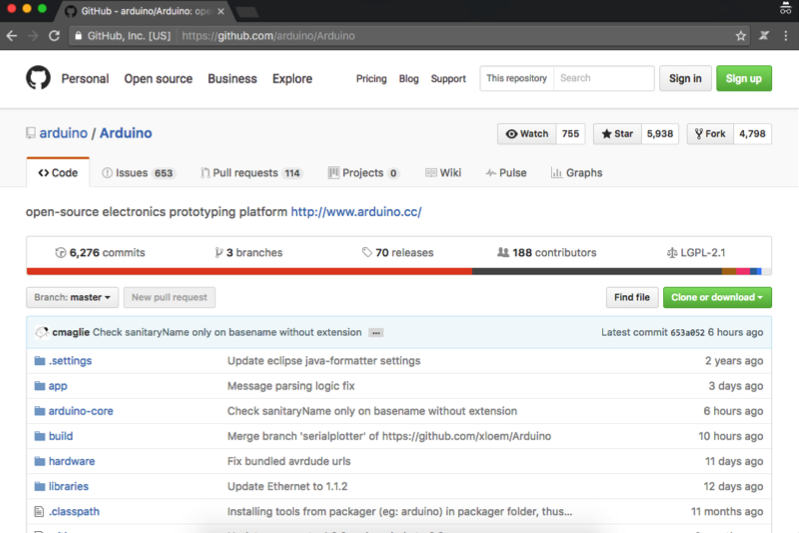 GitHub - arduino/Arduino: ope
GitHub, Inc. [US] https://github.com/arduino/Arduino
Personal Open source Business Explore Pricing Blog Support This repository Search Sign in Sign up
arduino / Arduino Watch 755 Star 5,938 Fork 4,798
Code Issues 653 Pull requests 114 Projects 0 Wiki Pulse Graphs
open-source electronics prototyping platform http://www.arduino.cc/
6,276 commits 3 branches 70 releases 188 contributors LGPL-2.1
Branch: master New pull request Find file Clone or download
cmaglie Check sanitaryName only on basename without extension ... Latest commit 653a052 6 hours ago
.settings Update eclipse java-formatter settings 2 years ago
app Message parsing logic fix 3 days ago
arduino-core Check sanitaryName only on basename without extension 6 hours ago
build Merge branch 'serialplotter' of https://github.com/xloem/Arduino 10 hours ago
hardware Fix bundled avrdude urls 11 days ago
libraries Update Ethernet to 1.1.2 12 days ago
.classpath Installing tools from packager (eg: arduino) in packager folder, thus... 11 months ago